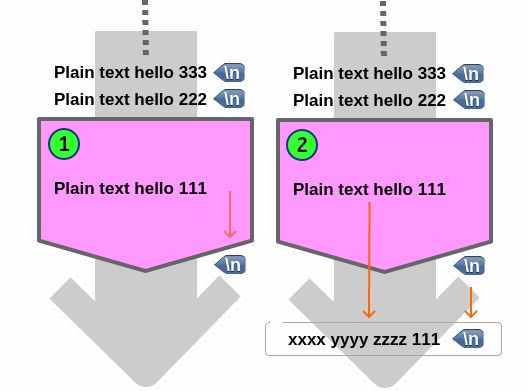 Plain text hello 333 \n
Plain text hello 222 \n
1
Plain text hello 111
\n
Plain text hello 333 \n
Plain text hello 222 \n
2
Plain text hello 111
\n
xxxx yyyy zzzz 111 \n